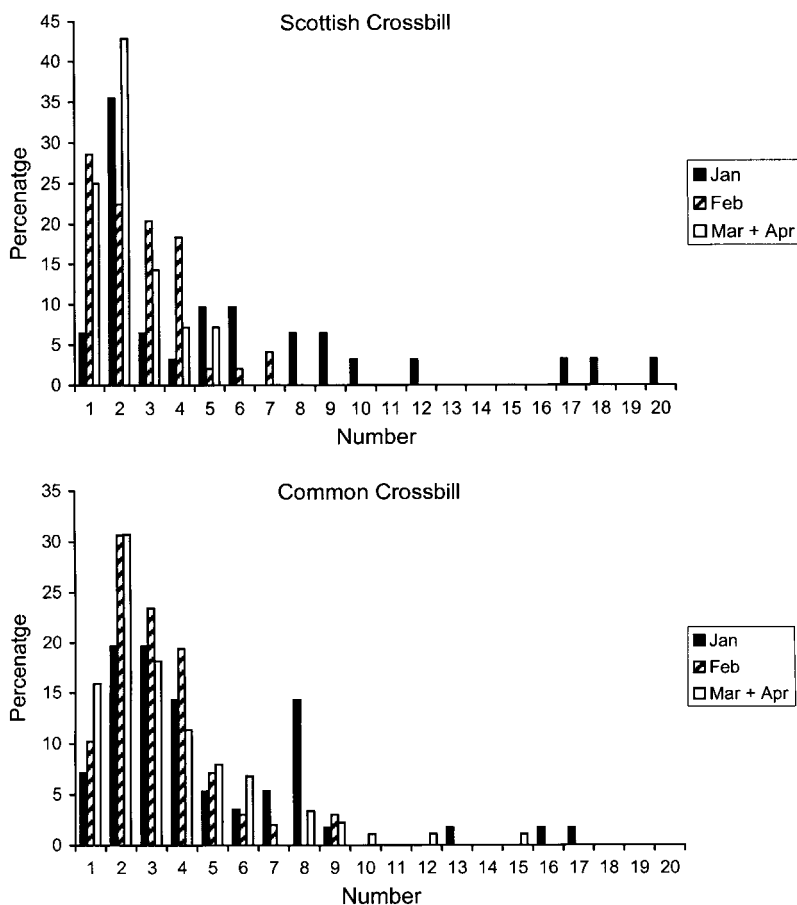 Scottish Crossbill
45
40
35
30
25
20
15
10
5
0
Percenatge
1 2 3 4 5 6 7 8 9 10 11 12 13 14 15 16 17 18 19 20
Number
Jan
Feb
Mar + Apr
Common Crossbill
35
30
25
20
15
10
5
0
Percenatge
1 2 3 4 5 6 7 8 9 10 11 12 13 14 15 16 17 18 19 20
Number
Jan
Feb
Mar + Apr